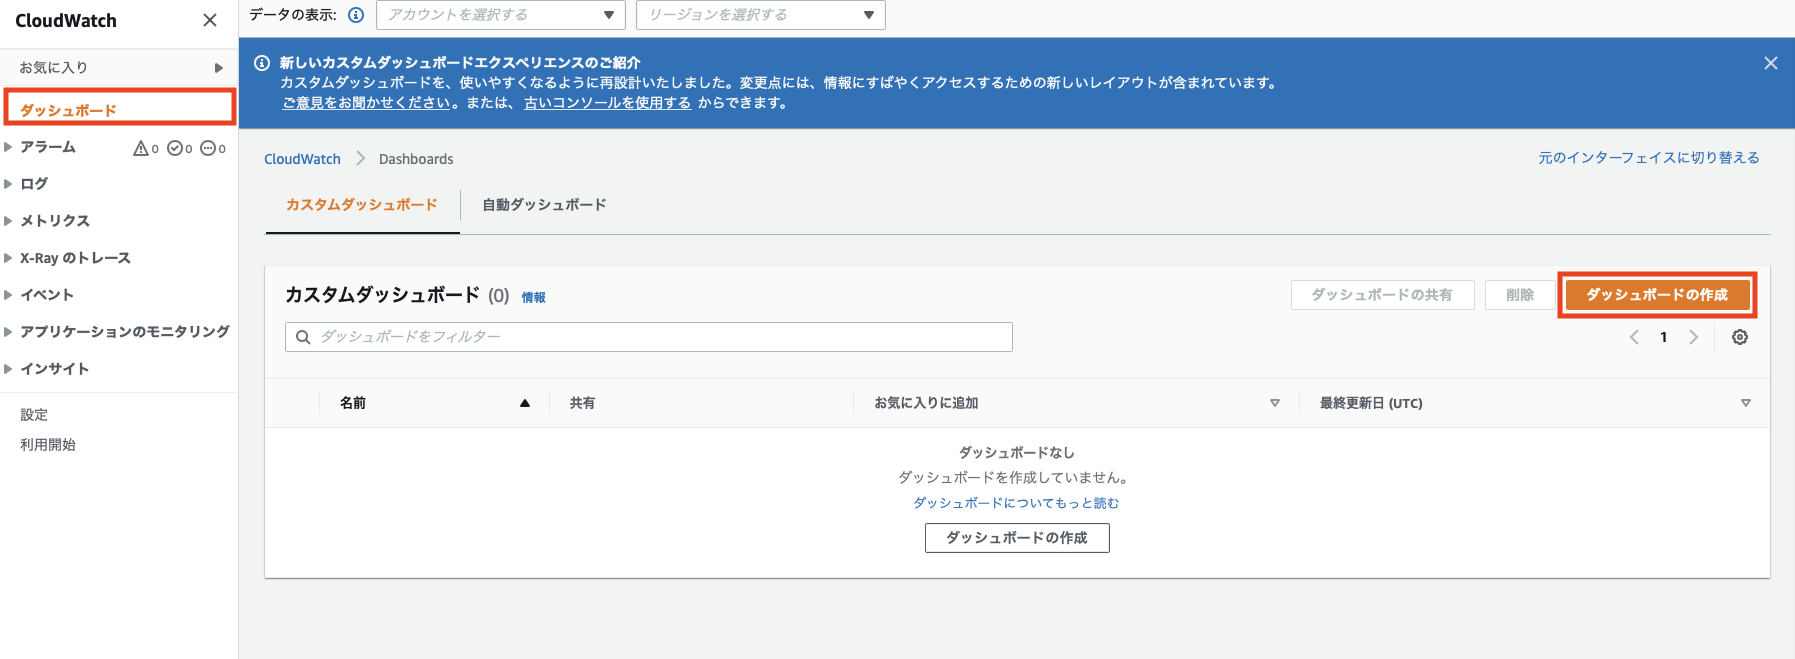 CloudWatch
お気に入り
ダッシュボード
アラーム 0 0 0
ログ
メトリクス
X-Ray のトレース
イベント
アプリケーションのモニタリング
インサイト
設定
利用開始
データの表示: アカウントを選択する リージョンを選択する
新しいカスタムダッシュボードエクスペリエンスのご紹介
カスタムダッシュボードを、使いやすくなるように再設計いたしました。変更点には、情報にすばやくアクセスするための新しいレイアウトが含まれています。
ご意見をお聞かせください。または、 古いコンソールを使用する からできます。
CloudWatch Dashboards
元のインターフェイスに切り替える
カスタムダッシュボード 自動ダッシュボード
カスタムダッシュボード (0) 情報
ダッシュボードの共有 削除 ダッシュボードの作成
ダッシュボードをフィルター
1
名前 共有 お気に入りに追加 最終更新日 (UTC)
ダッシュボードなし
ダッシュボードを作成していません。
ダッシュボードについてもっと読む
ダッシュボードの作成